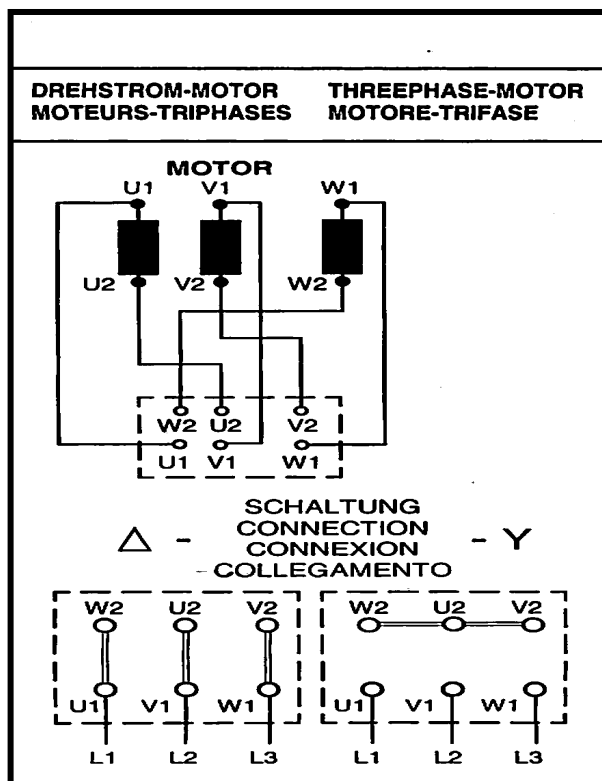 DREHSTROM-MOTOR THREEPHASE-MOTOR
MOTEURS-TRIPHASES MOTORE-TRIFASE
MOTOR
U1 V1 W1
U2 V2 W2
W2 U2 V2
U1 V1 W1
SCHALTUNG
CONNECTION
Δ - CONNEXION - Y
COLLEGAMENTO
W2 U2 V2 W2 U2 V2
U1 V1 W1 U1 V1 W1
L1 L2 L3 L1 L2 L3